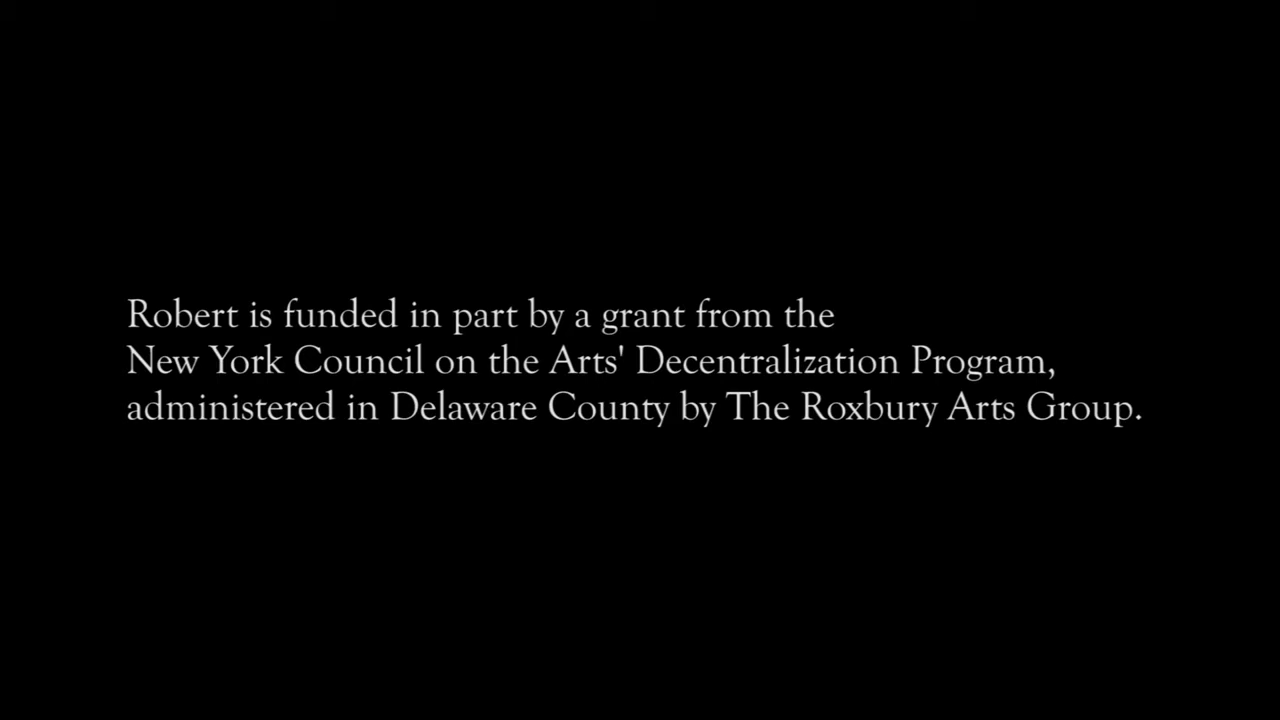 Robert is funded in part by a grant from the
New York Council on the Arts' Decentralization Program,
administered in Delaware County by The Roxbury Arts Group.